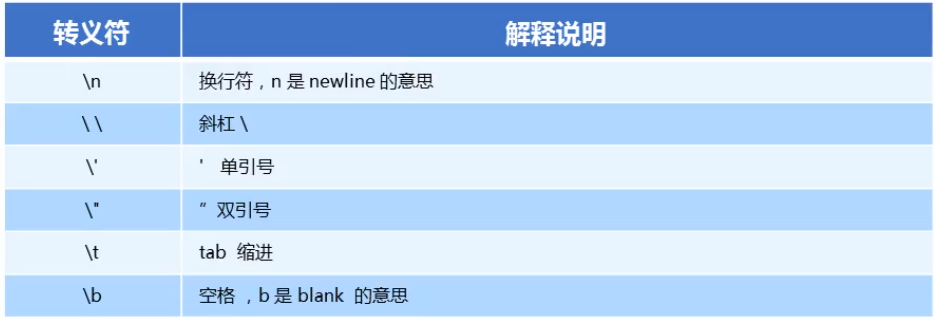 转义符 解释说明
\n 换行符，n 是 newline 的意思
\ \ 斜杠 \
\' ' 单引号
\" ” 双引号
\t tab 缩进
\b 空格 ，b 是 blank 的意思